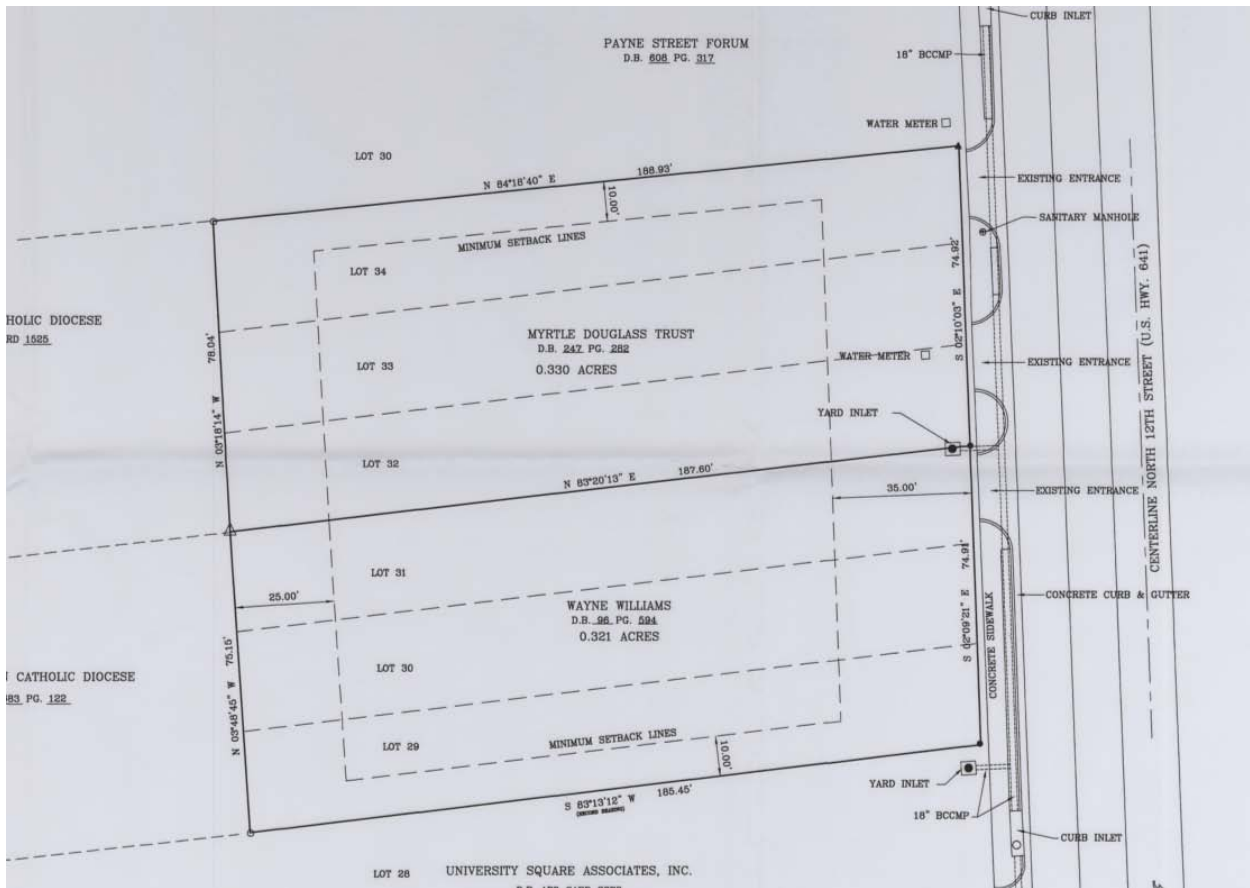 CURB INLET
PAYNE STREET FORUM
D.B. 608 PG. 317
18" BCCMP
WATER METER
LOT 30
N 84°18'40" E 188.93'
10.00'
EXISTING ENTRANCE
SANITARY MANHOLE
MINIMUM SETBACK LINES
LOT 34
S 02°10'03" E 74.92'
CENTERLINE NORTH 12TH STREET (U.S. HWY. 641)
HOLIC DIOCESE
RD 1525
MYRTLE DOUGLASS TRUST
D.B. 247 PG. 282
0.330 ACRES
N 03°18'14" W 78.04'
LOT 33
WATER METER
EXISTING ENTRANCE
YARD INLET
LOT 32
N 83°20'13" E 187.60'
35.00'
EXISTING ENTRANCE
LOT 31
25.00'
WAYNE WILLIAMS
D.B. 96 PG. 594
0.321 ACRES
S 02°09'21" E 74.91'
CONCRETE SIDEWALK
CONCRETE CURB & GUTTER
CATHOLIC DIOCESE
PG. 122
N 03°48'45" W 75.15'
LOT 30
LOT 29
MINIMUM SETBACK LINES
10.00'
YARD INLET
S 83°13'12" W 185.45'
18" BCCMP
CURB INLET
LOT 28
UNIVERSITY SQUARE ASSOCIATES, INC.